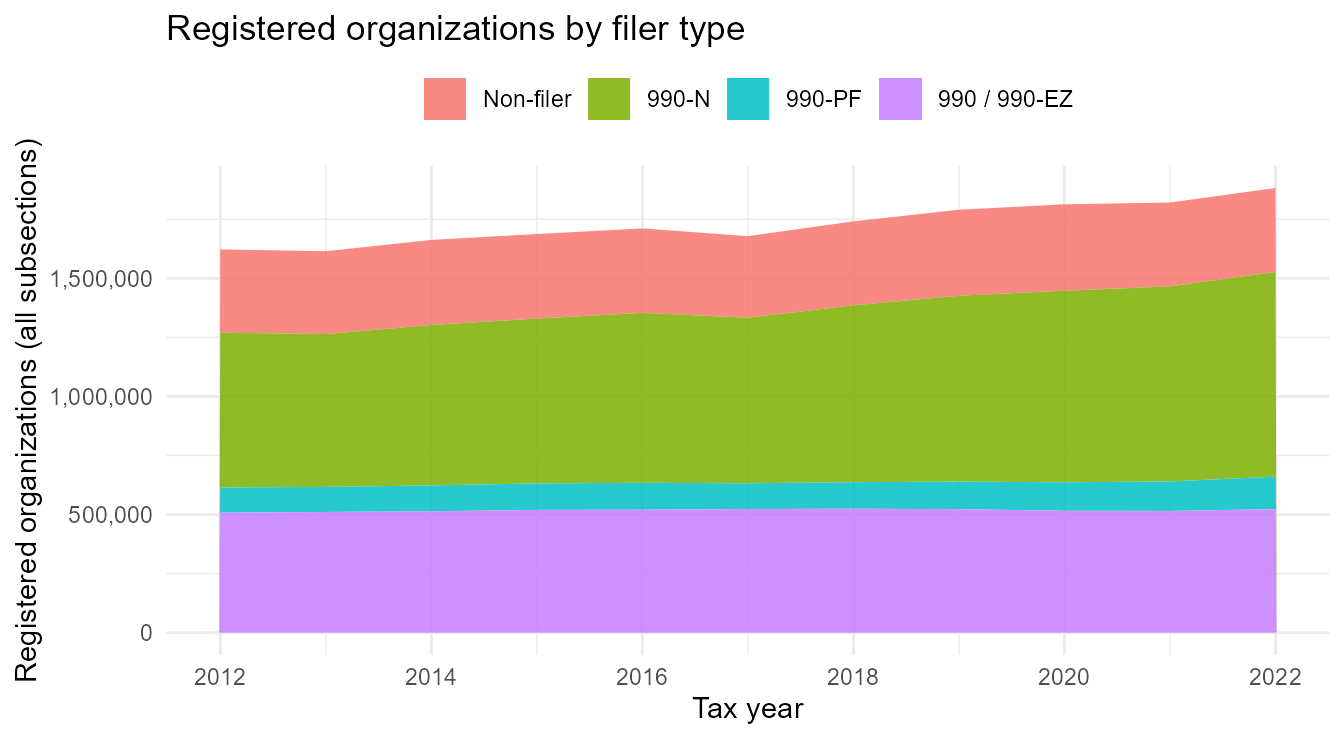 Registered organizations by filer type
Non-filer 990-N 990-PF 990 / 990-EZ
Registered organizations (all subsections)
1,500,000
1,000,000
500,000
0
2012 2014 2016 2018 2020 2022
Tax year